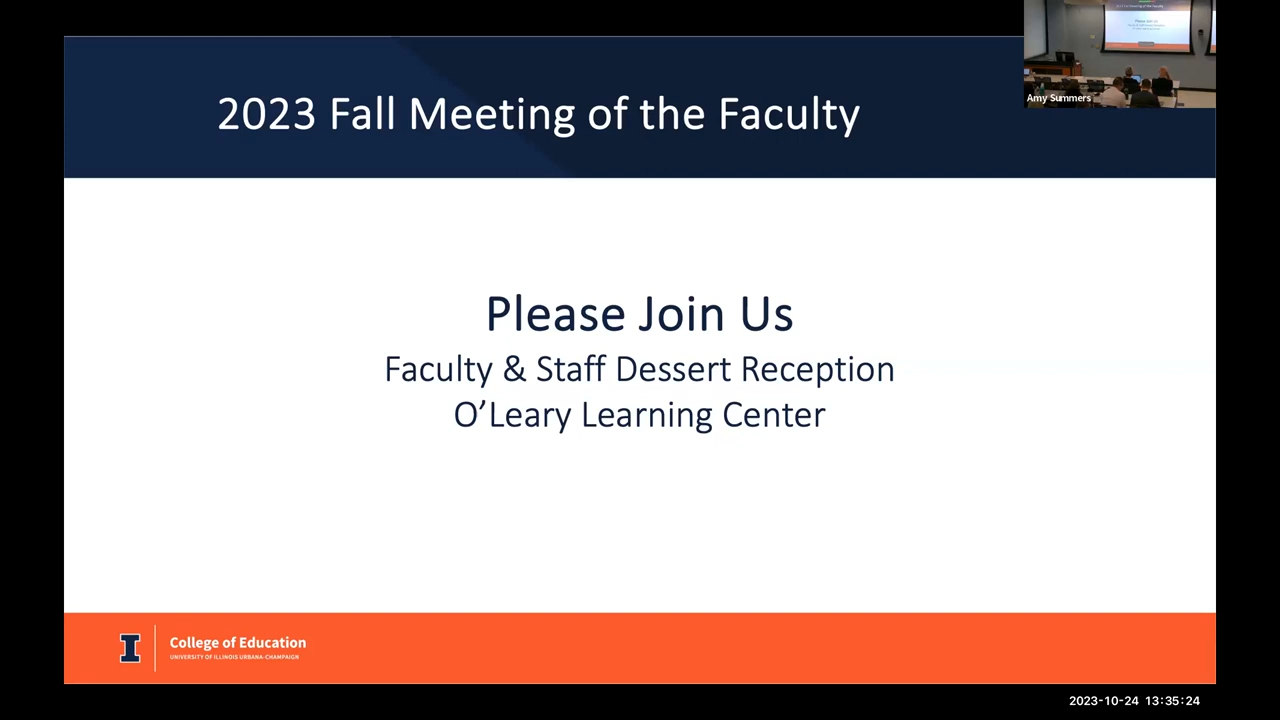 2023 Fall Meeting of the Faculty
Amy Summers
Please Join Us
Faculty & Staff Dessert Reception
O’Leary Learning Center
I
College of Education
UNIVERSITY OF ILLINOIS URBANA-CHAMPAIGN
2023-10-24 13:35:24